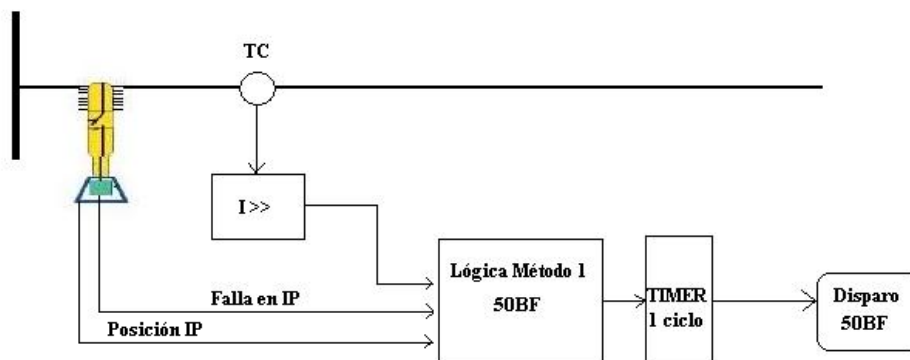 TC
I >>
Lógica Método 1
50BF
TIMER
1 ciclo
Disparo
50BF
Falla en IP
Posición IP